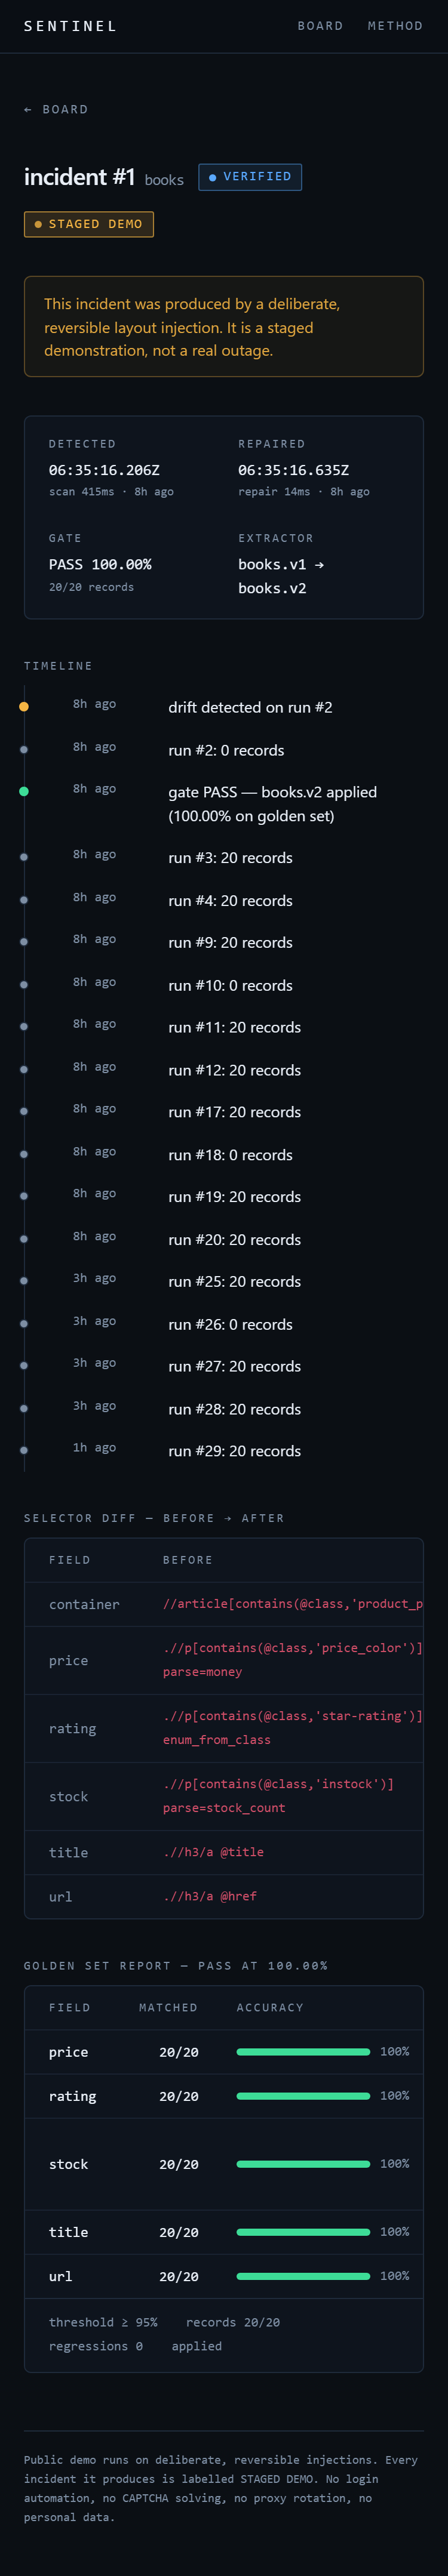 SENTINEL BOARD METHOD
← BOARD
incident #1 books VERIFIED
STAGED DEMO
This incident was produced by a deliberate,
reversible layout injection. It is a staged
demonstration, not a real outage.
DETECTED REPAIRED
06:35:16.206Z 06:35:16.635Z
scan 415ms · 8h ago repair 14ms · 8h ago
GATE EXTRACTOR
PASS 100.00% books.v1 →
20/20 records books.v2
TIMELINE
8h ago drift detected on run #2
8h ago run #2: 0 records
8h ago gate PASS — books.v2 applied
(100.00% on golden set)
8h ago run #3: 20 records
8h ago run #4: 20 records
8h ago run #9: 20 records
8h ago run #10: 0 records
8h ago run #11: 20 records
8h ago run #12: 20 records
8h ago run #17: 20 records
8h ago run #18: 0 records
8h ago run #19: 20 records
8h ago run #20: 20 records
3h ago run #25: 20 records
3h ago run #26: 0 records
3h ago run #27: 20 records
3h ago run #28: 20 records
1h ago run #29: 20 records
SELECTOR DIFF — BEFORE → AFTER
FIELD BEFORE
container //article[contains(@class,'product_p
price .//p[contains(@class,'price_color')]
parse=money
rating .//p[contains(@class,'star-rating')]
enum_from_class
stock .//p[contains(@class,'instock')]
parse=stock_count
title .//h3/a @title
url .//h3/a @href
GOLDEN SET REPORT — PASS AT 100.00%
FIELD MATCHED ACCURACY
price 20/20 100%
rating 20/20 100%
stock 20/20 100%
title 20/20 100%
url 20/20 100%
threshold ≥ 95% records 20/20
regressions 0 applied
Public demo runs on deliberate, reversible injections. Every
incident it produces is labelled STAGED DEMO. No login
automation, no CAPTCHA solving, no proxy rotation, no
personal data.